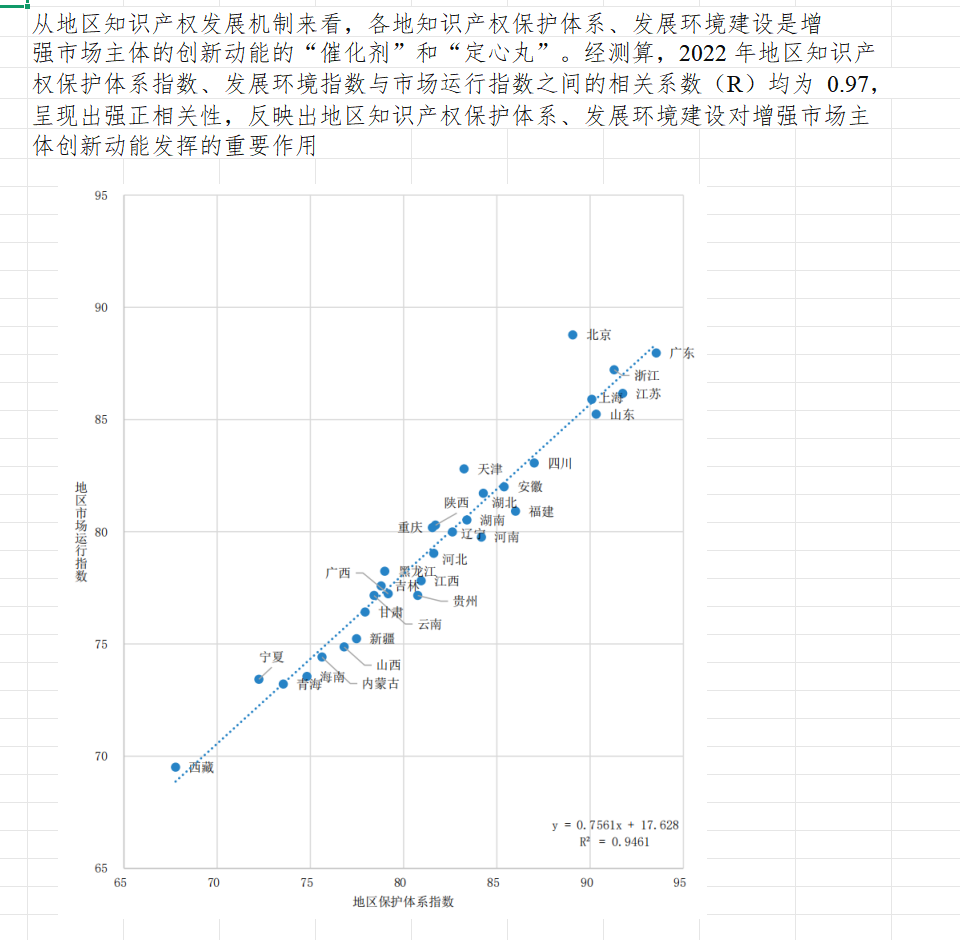 从地区知识产权发展机制来看，各地知识产权保护体系、发展环境建设是增
强市场主体的创新动能的“催化剂”和“定心丸”。经测算，2022 年地区知识产
权保护体系指数、发展环境指数与市场运行指数之间的相关系数（R）均为 0.97，
呈现出强正相关性，反映出地区知识产权保护体系、发展环境建设对增强市场主
体创新动能发挥的重要作用
95
90
85
80
75
70
65
地区市场运行指数
北京
广东
浙江
江苏
上海
山东
四川
天津
安徽
陕西
湖北
福建
湖南
重庆
辽宁
河南
河北
广西
黑龙江
江西
吉林
贵州
甘肃
云南
新疆
宁夏
山西
海南
青海
内蒙古
西藏
y = 0.7561x + 17.628
R² = 0.9461
65
70
75
80
85
90
95
地区保护体系指数